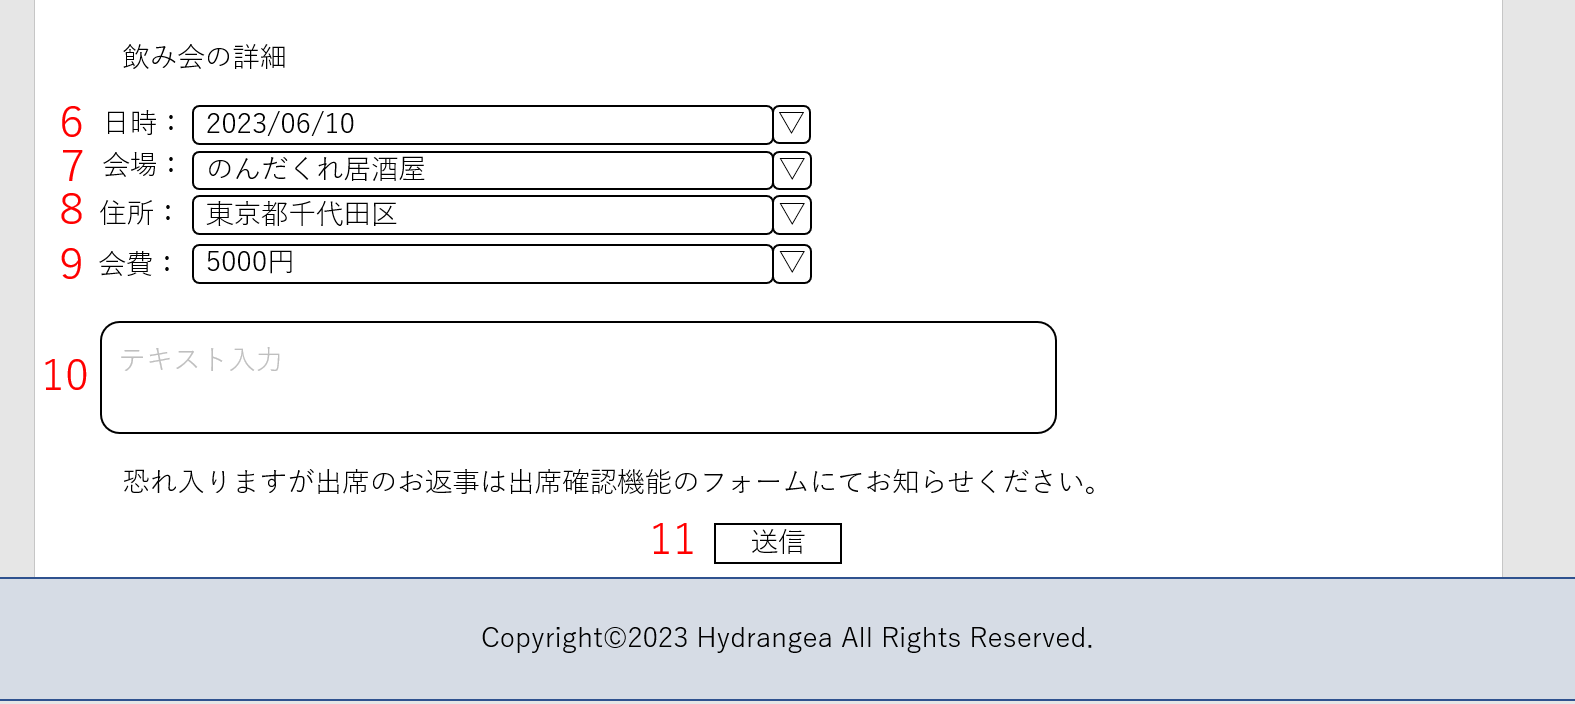 飲み会の詳細
6 日時： 2023/06/10 ▽
7 会場： のんだくれ居酒屋 ▽
8 住所： 東京都千代田区 ▽
9 会費： 5000円 ▽
10 テキスト入力
恐れ入りますが出席のお返事は出席確認機能のフォームにてお知らせください。
11 送信
Copyright©2023 Hydrangea All Rights Reserved.